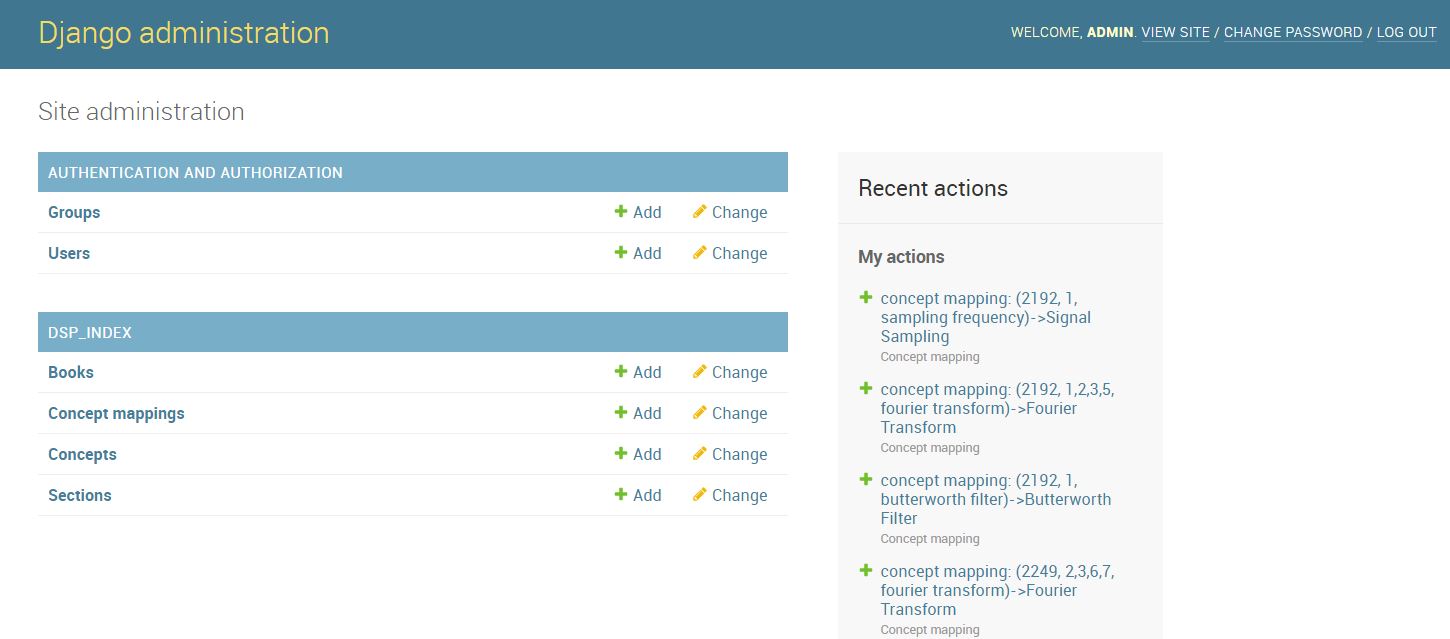 Django administration
WELCOME, ADMIN. VIEW SITE / CHANGE PASSWORD / LOG OUT
Site administration
AUTHENTICATION AND AUTHORIZATION
Groups Add Change
Users Add Change
DSP_INDEX
Books Add Change
Concept mappings Add Change
Concepts Add Change
Sections Add Change
Recent actions
My actions
concept mapping: (2192, 1,
sampling frequency)->Signal
Sampling
Concept mapping
concept mapping: (2192, 1,2,3,5,
fourier transform)->Fourier
Transform
Concept mapping
concept mapping: (2192, 1,
butterworth filter)->Butterworth
Filter
Concept mapping
concept mapping: (2249, 2,3,6,7,
fourier transform)->Fourier
Transform
Concept mapping